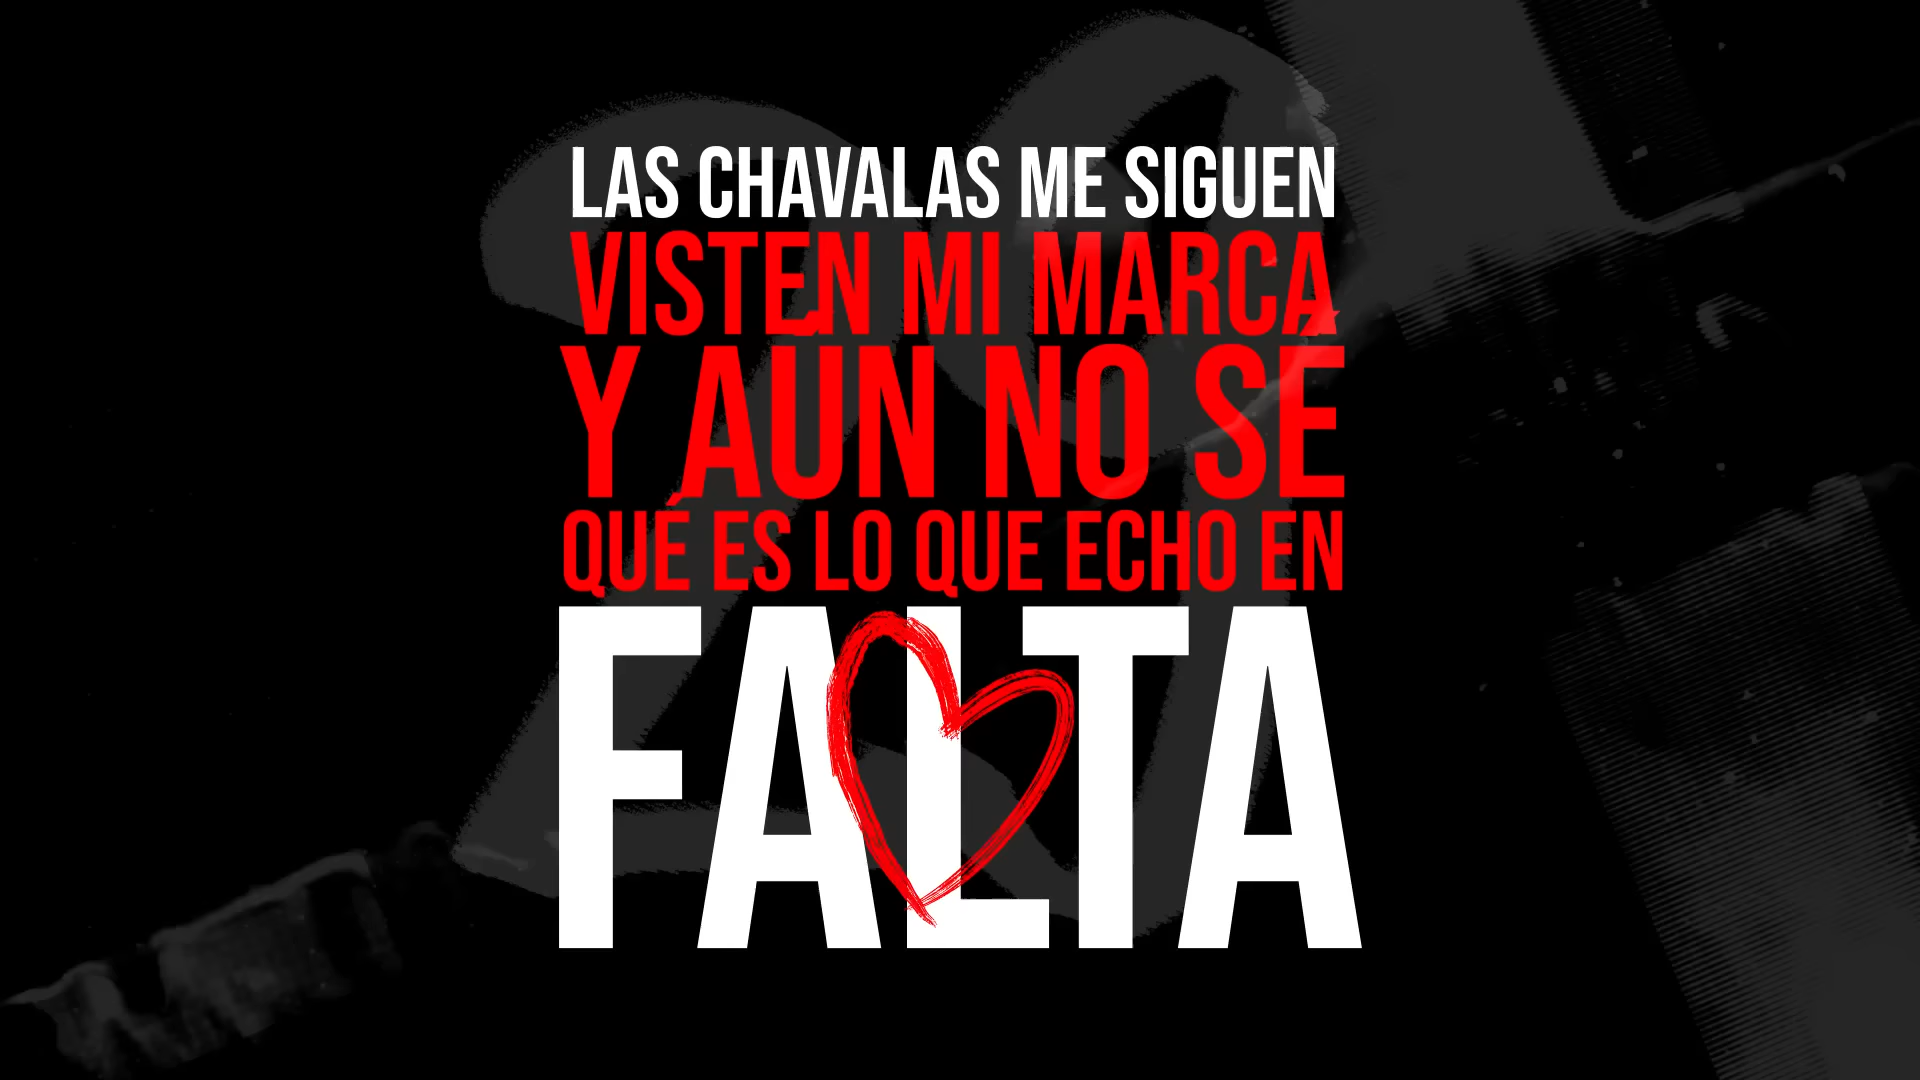 LAS CHAVALAS ME SIGUEN
VISTEN MI MARCA
Y AÚN NO SÉ
QUÉ ES LO QUE ECHO EN
FALTA